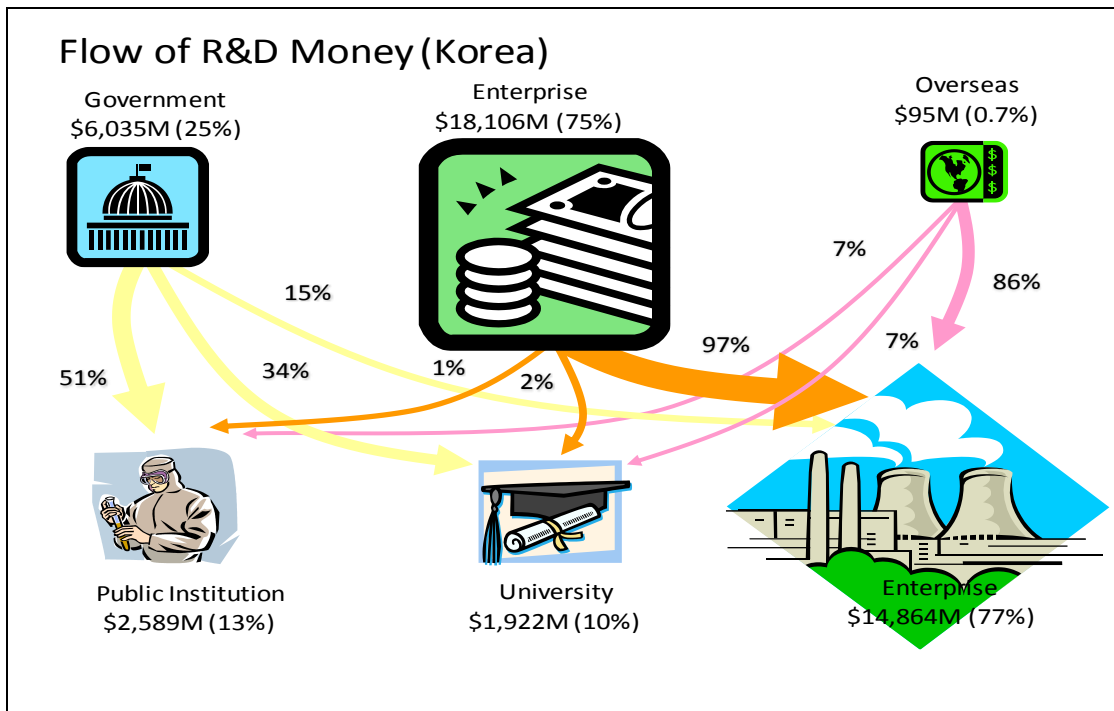 Flow of R&D Money (Korea)
Government
$6,035M (25%)
Enterprise
$18,106M (75%)
Overseas
$95M (0.7%)
$
$
$
15%
7%
86%
51%
34%
1%
2%
97%
7%
Public Institution
$2,589M (13%)
University
$1,922M (10%)
Enterprise
$14,864M (77%)